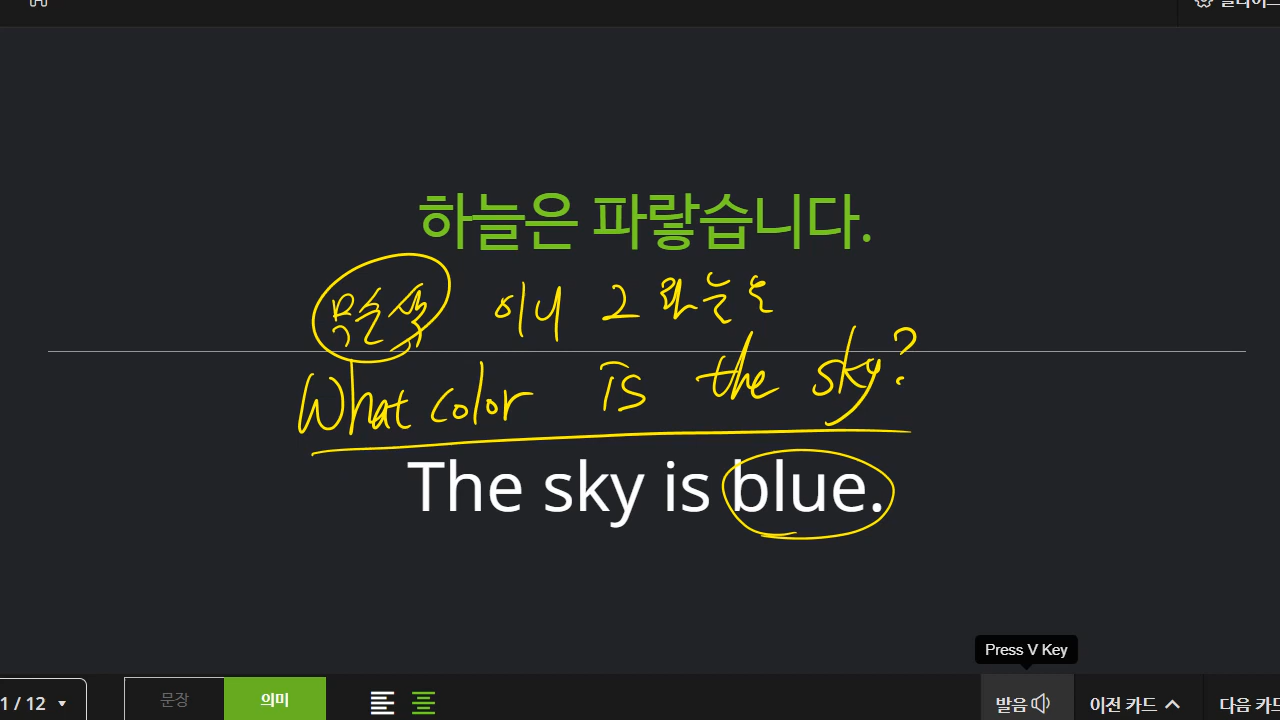 하늘은 파랗습니다.
무슨색 이니 그 하늘은
What color is the sky?
The sky is blue.
Press V Key
1 / 12 문장 의미 발음 이전 카드 다음